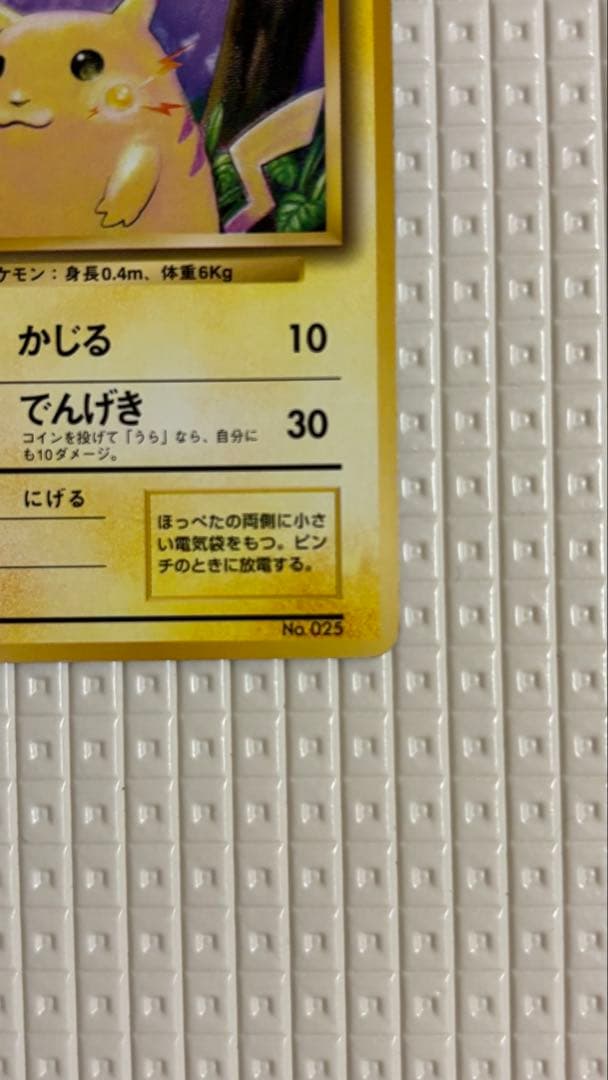 ケモン：身長0.4m、体重6Kg
かじる 10
でんげき 30
コインを投げて「うら」なら、自分に
も10ダメージ。
にげる
ほっぺたの両側に小さ
い電気袋をもつ。ピン
チのときに放電する。
No.025